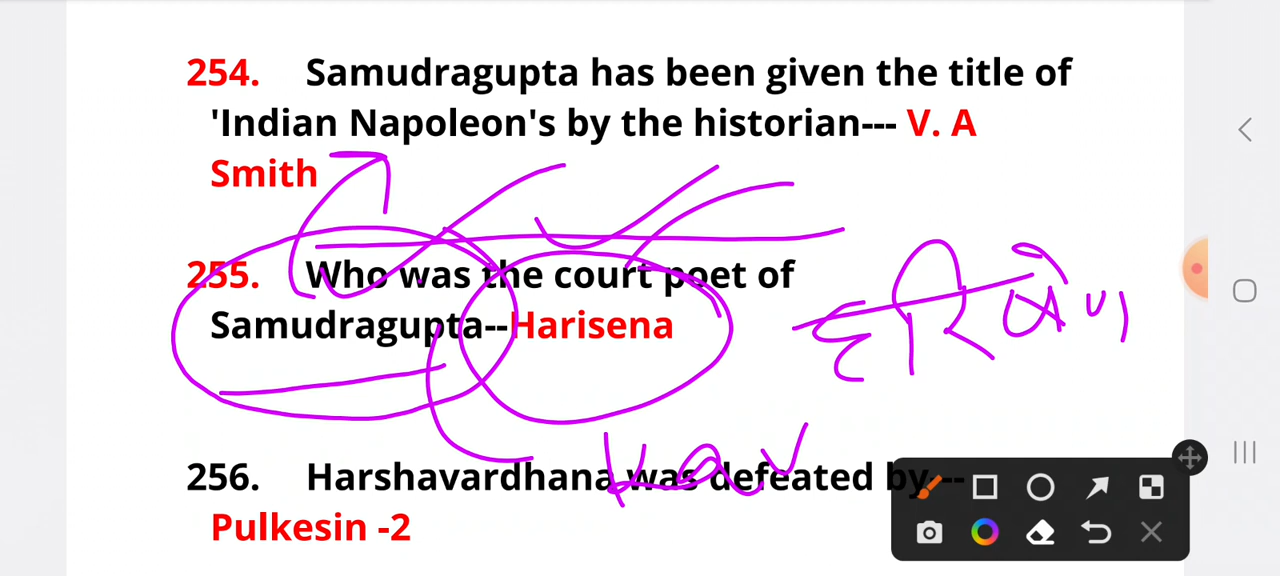 254. Samudragupta has been given the title of
'Indian Napoleon's by the historian--- V. A
Smith
255. Who was the court poet of
Samudragupta--Harisena
हरिषेण
Kav
256. Harshavardhana was defeated by---
Pulkesin -2